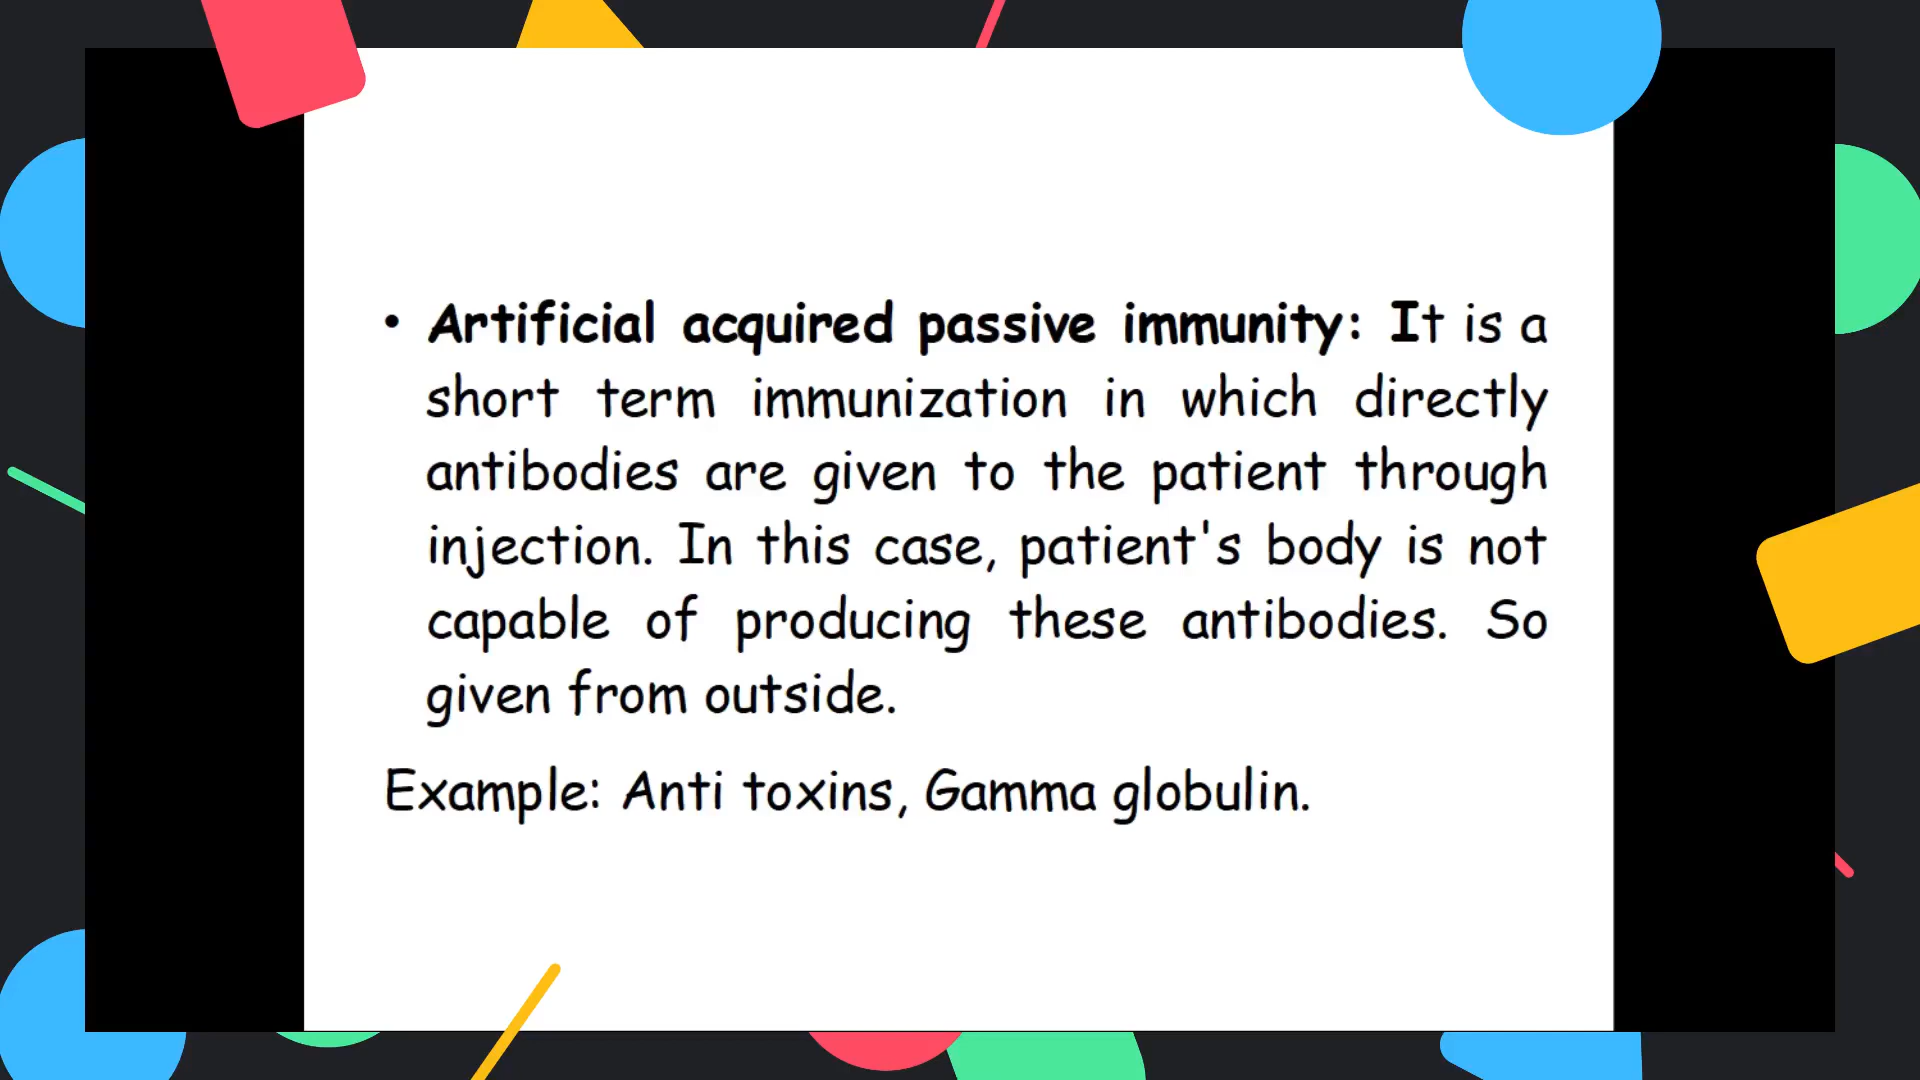 • Artificial acquired passive immunity: It is a
short term immunization in which directly
antibodies are given to the patient through
injection. In this case, patient's body is not
capable of producing these antibodies. So
given from outside.
Example: Anti toxins, Gamma globulin.